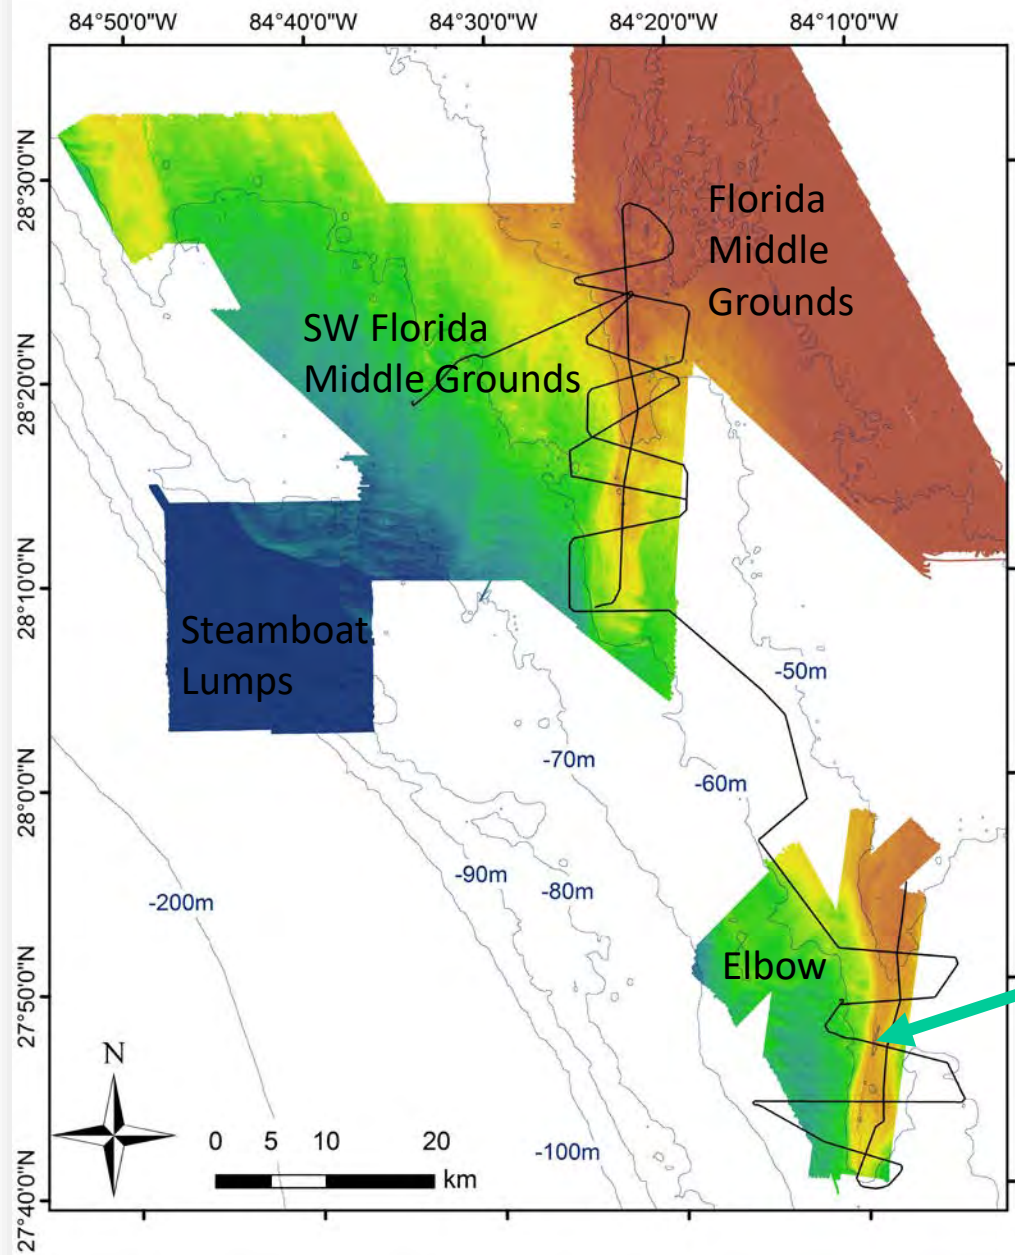 84°50'0"W
84°40'0"W
84°30'0"W
84°20'0"W
84°10'0"W
28°30'0"N
28°20'0"N
28°10'0"N
28°0'0"N
27°50'0"N
27°40'0"N
Florida
Middle
Grounds
SW Florida
Middle Grounds
Steamboat
Lumps
-50m
-70m
-60m
-90m
-80m
-200m
Elbow
N
0 5 10 20
km
-100m